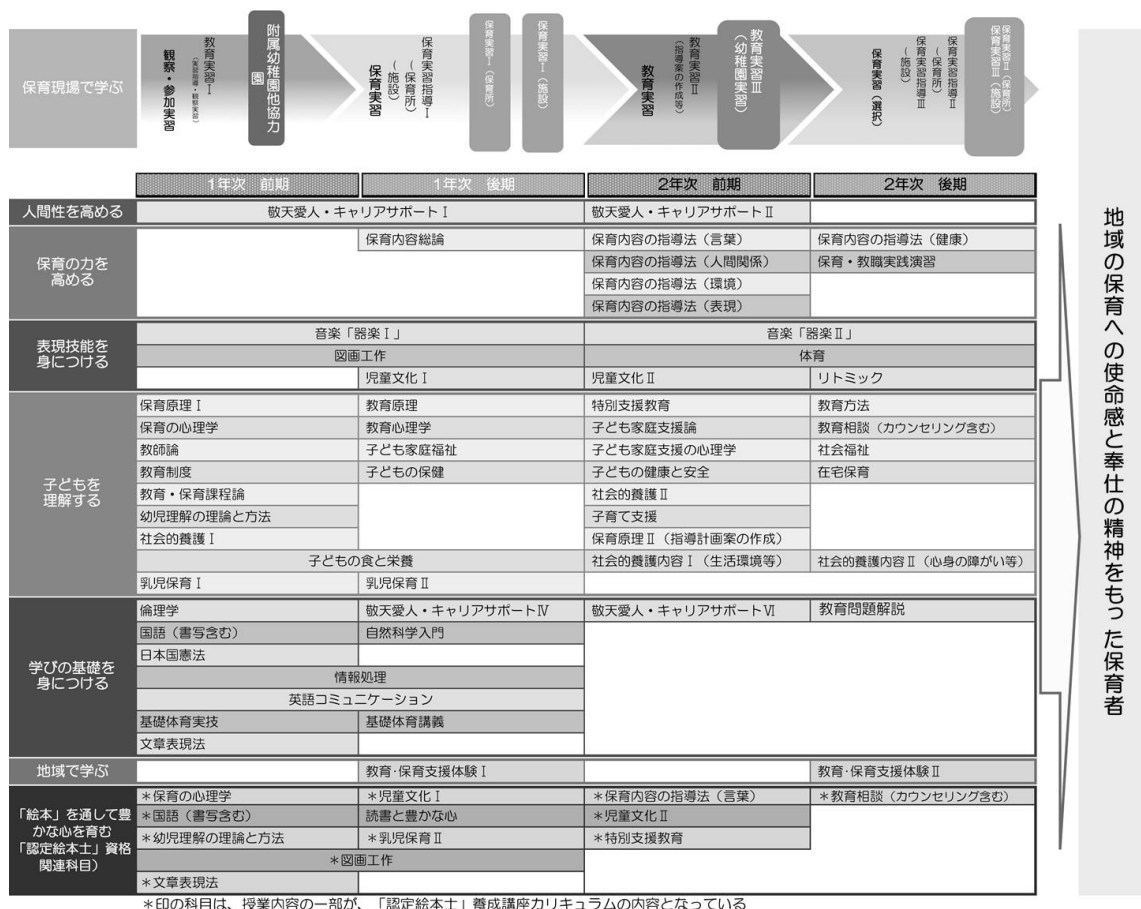 保育現場で学ぶ
教育実習Ⅰ
(実習指導・観察実習)
観察・参加実習
附属幼稚園他協力園
保育実習指導Ⅰ
(保育所)
(施設)
保育実習
保育実習Ⅰ(保育所)
保育実習Ⅰ(施設)
教育実習Ⅱ
(指導案の作成等)
教育実習
教育実習Ⅲ
(幼稚園実習)
保育実習指導Ⅱ
(保育所)
保育実習指導Ⅲ
(施設)
保育実習(選択)
保育実習Ⅱ(保育所)
保育実習Ⅲ(施設)
1年次 前期
1年次 後期
2年次 前期
2年次 後期
人間性を高める
敬天愛人・キャリアサポートⅠ
敬天愛人・キャリアサポートⅡ
保育の力を
高める
保育内容総論
保育内容の指導法(言葉)
保育内容の指導法(健康)
保育内容の指導法(人間関係)
保育・教職実践演習
保育内容の指導法(環境)
保育内容の指導法(表現)
表現技能を
身につける
音楽「器楽Ⅰ」
音楽「器楽Ⅱ」
図画工作
体育
児童文化Ⅰ
児童文化Ⅱ
リトミック
子どもを
理解する
保育原理Ⅰ
教育原理
特別支援教育
教育方法
保育の心理学
教育心理学
子ども家庭支援論
教育相談(カウンセリング含む)
教師論
子ども家庭福祉
子ども家庭支援の心理学
社会福祉
教育制度
子どもの保健
子どもの健康と安全
在宅保育
教育・保育課程論
社会的養護Ⅱ
幼児理解の理論と方法
子育て支援
社会的養護Ⅰ
保育原理Ⅱ(指導計画案の作成)
子どもの食と栄養
社会的養護内容Ⅰ(生活環境等)
社会的養護内容Ⅱ(心身の障がい等)
乳児保育Ⅰ
乳児保育Ⅱ
学びの基礎を
身につける
倫理学
敬天愛人・キャリアサポートⅣ
敬天愛人・キャリアサポートⅥ
教育問題解説
国語(書写含む)
自然科学入門
日本国憲法
情報処理
英語コミュニケーション
基礎体育実技
基礎体育講義
文章表現法
地域で学ぶ
教育・保育支援体験Ⅰ
教育・保育支援体験Ⅱ
「絵本」を通して豊
かな心を育む
「認定絵本士」資格
関連科目)
*保育の心理学
*児童文化Ⅰ
*保育内容の指導法(言葉)
*教育相談(カウンセリング含む)
*国語(書写含む)
読書と豊かな心
*児童文化Ⅱ
*幼児理解の理論と方法
*乳児保育Ⅱ
*特別支援教育
*図画工作
*文章表現法
*印の科目は、授業内容の一部が、「認定絵本士」養成講座カリキュラムの内容となっている
地域の保育への使命感と奉仕の精神をもった保育者